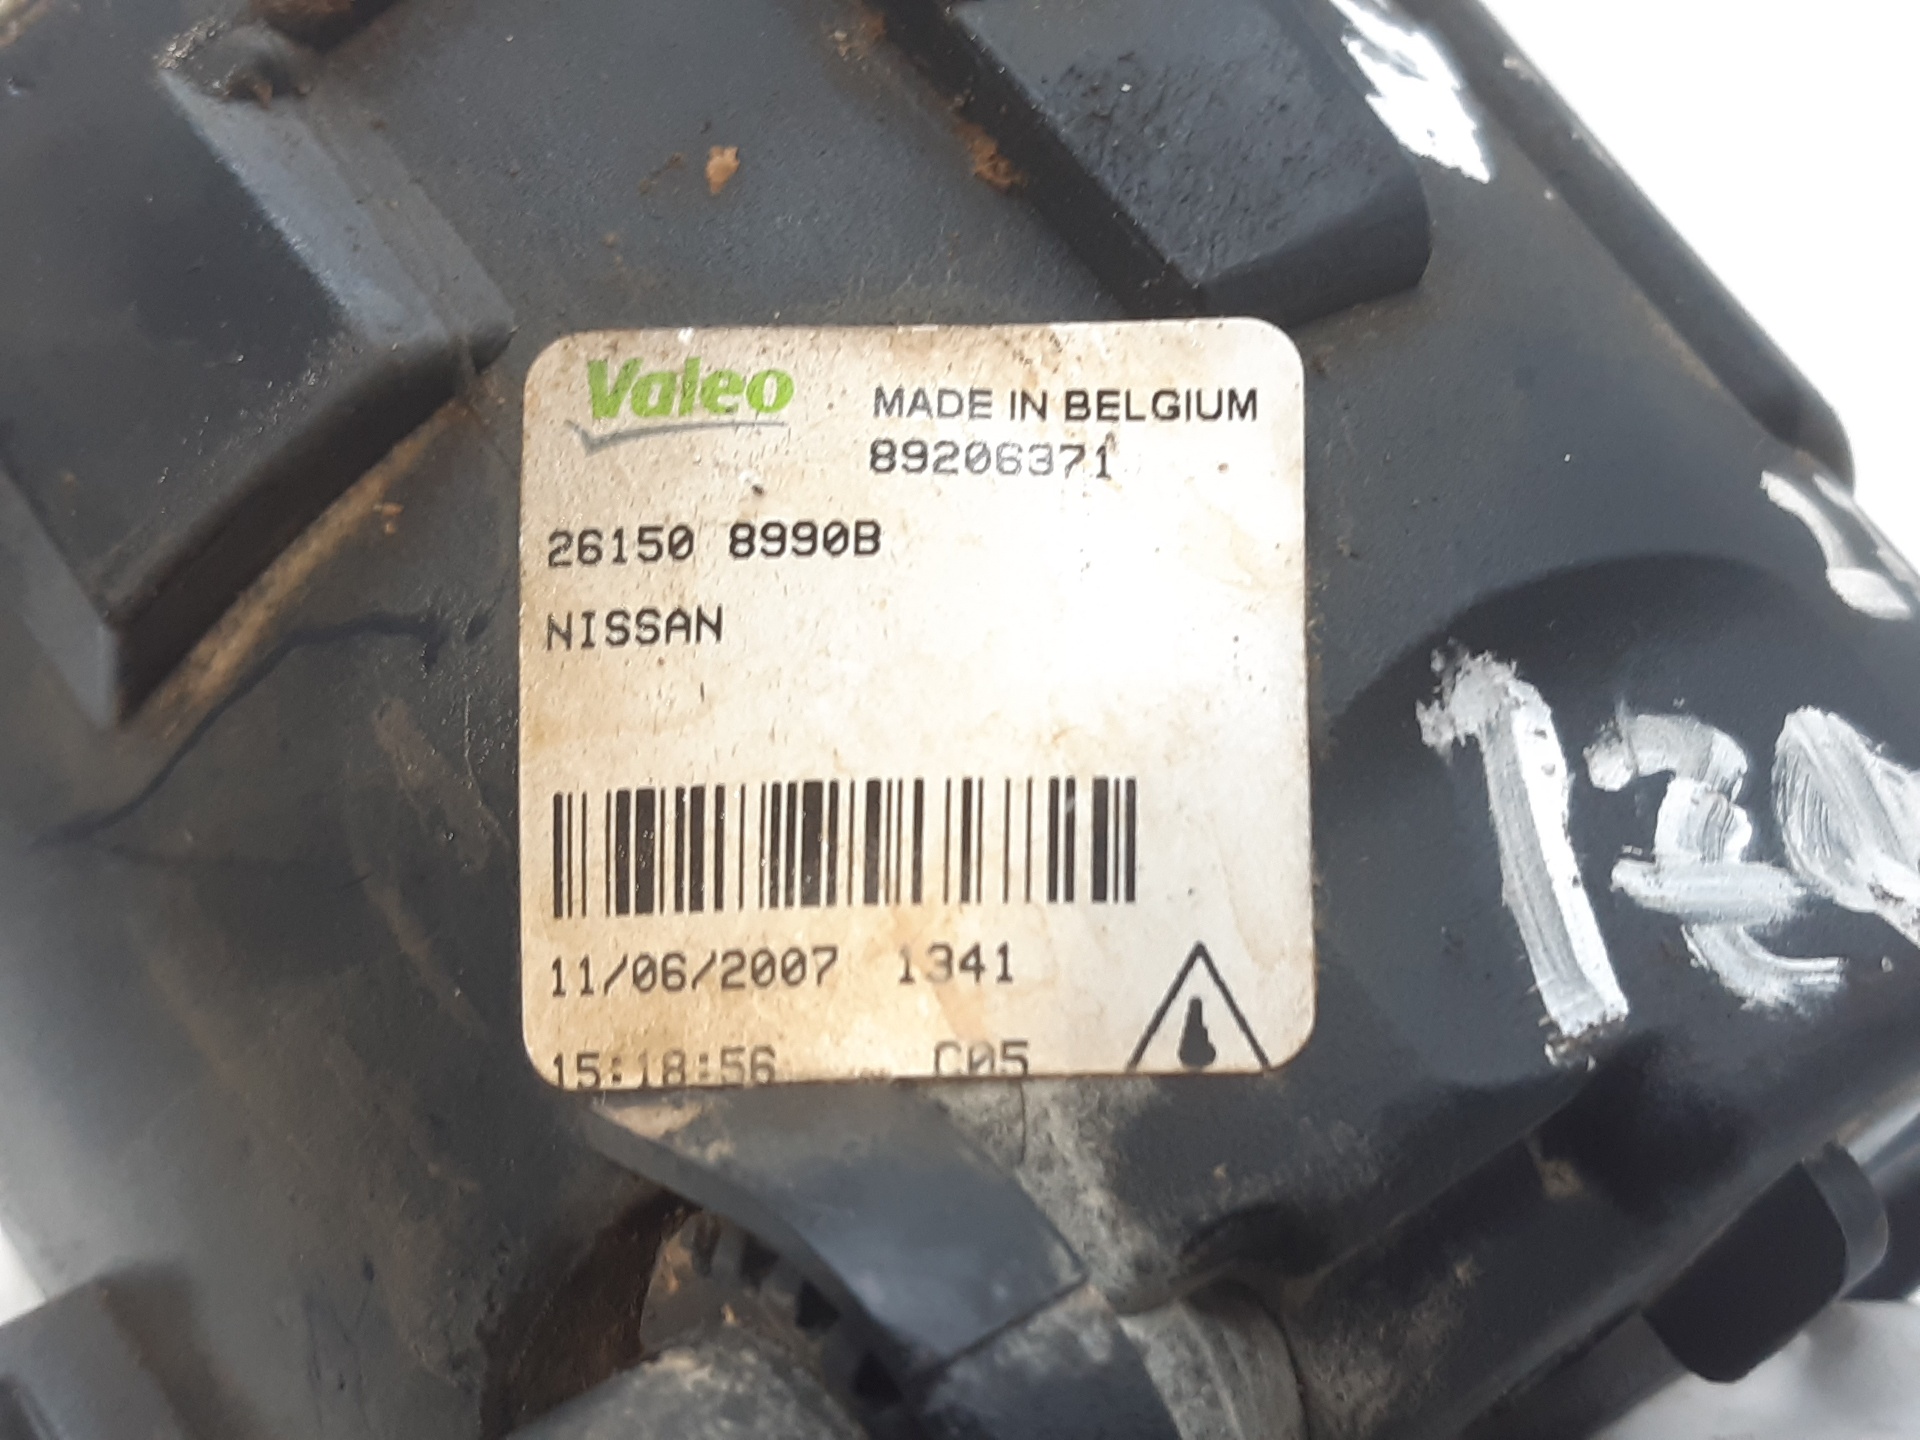 Valeo MADE IN BELGIUM
89206371
26150 8990B
NISSAN
11/06/2007 1341
15:18:56 C05